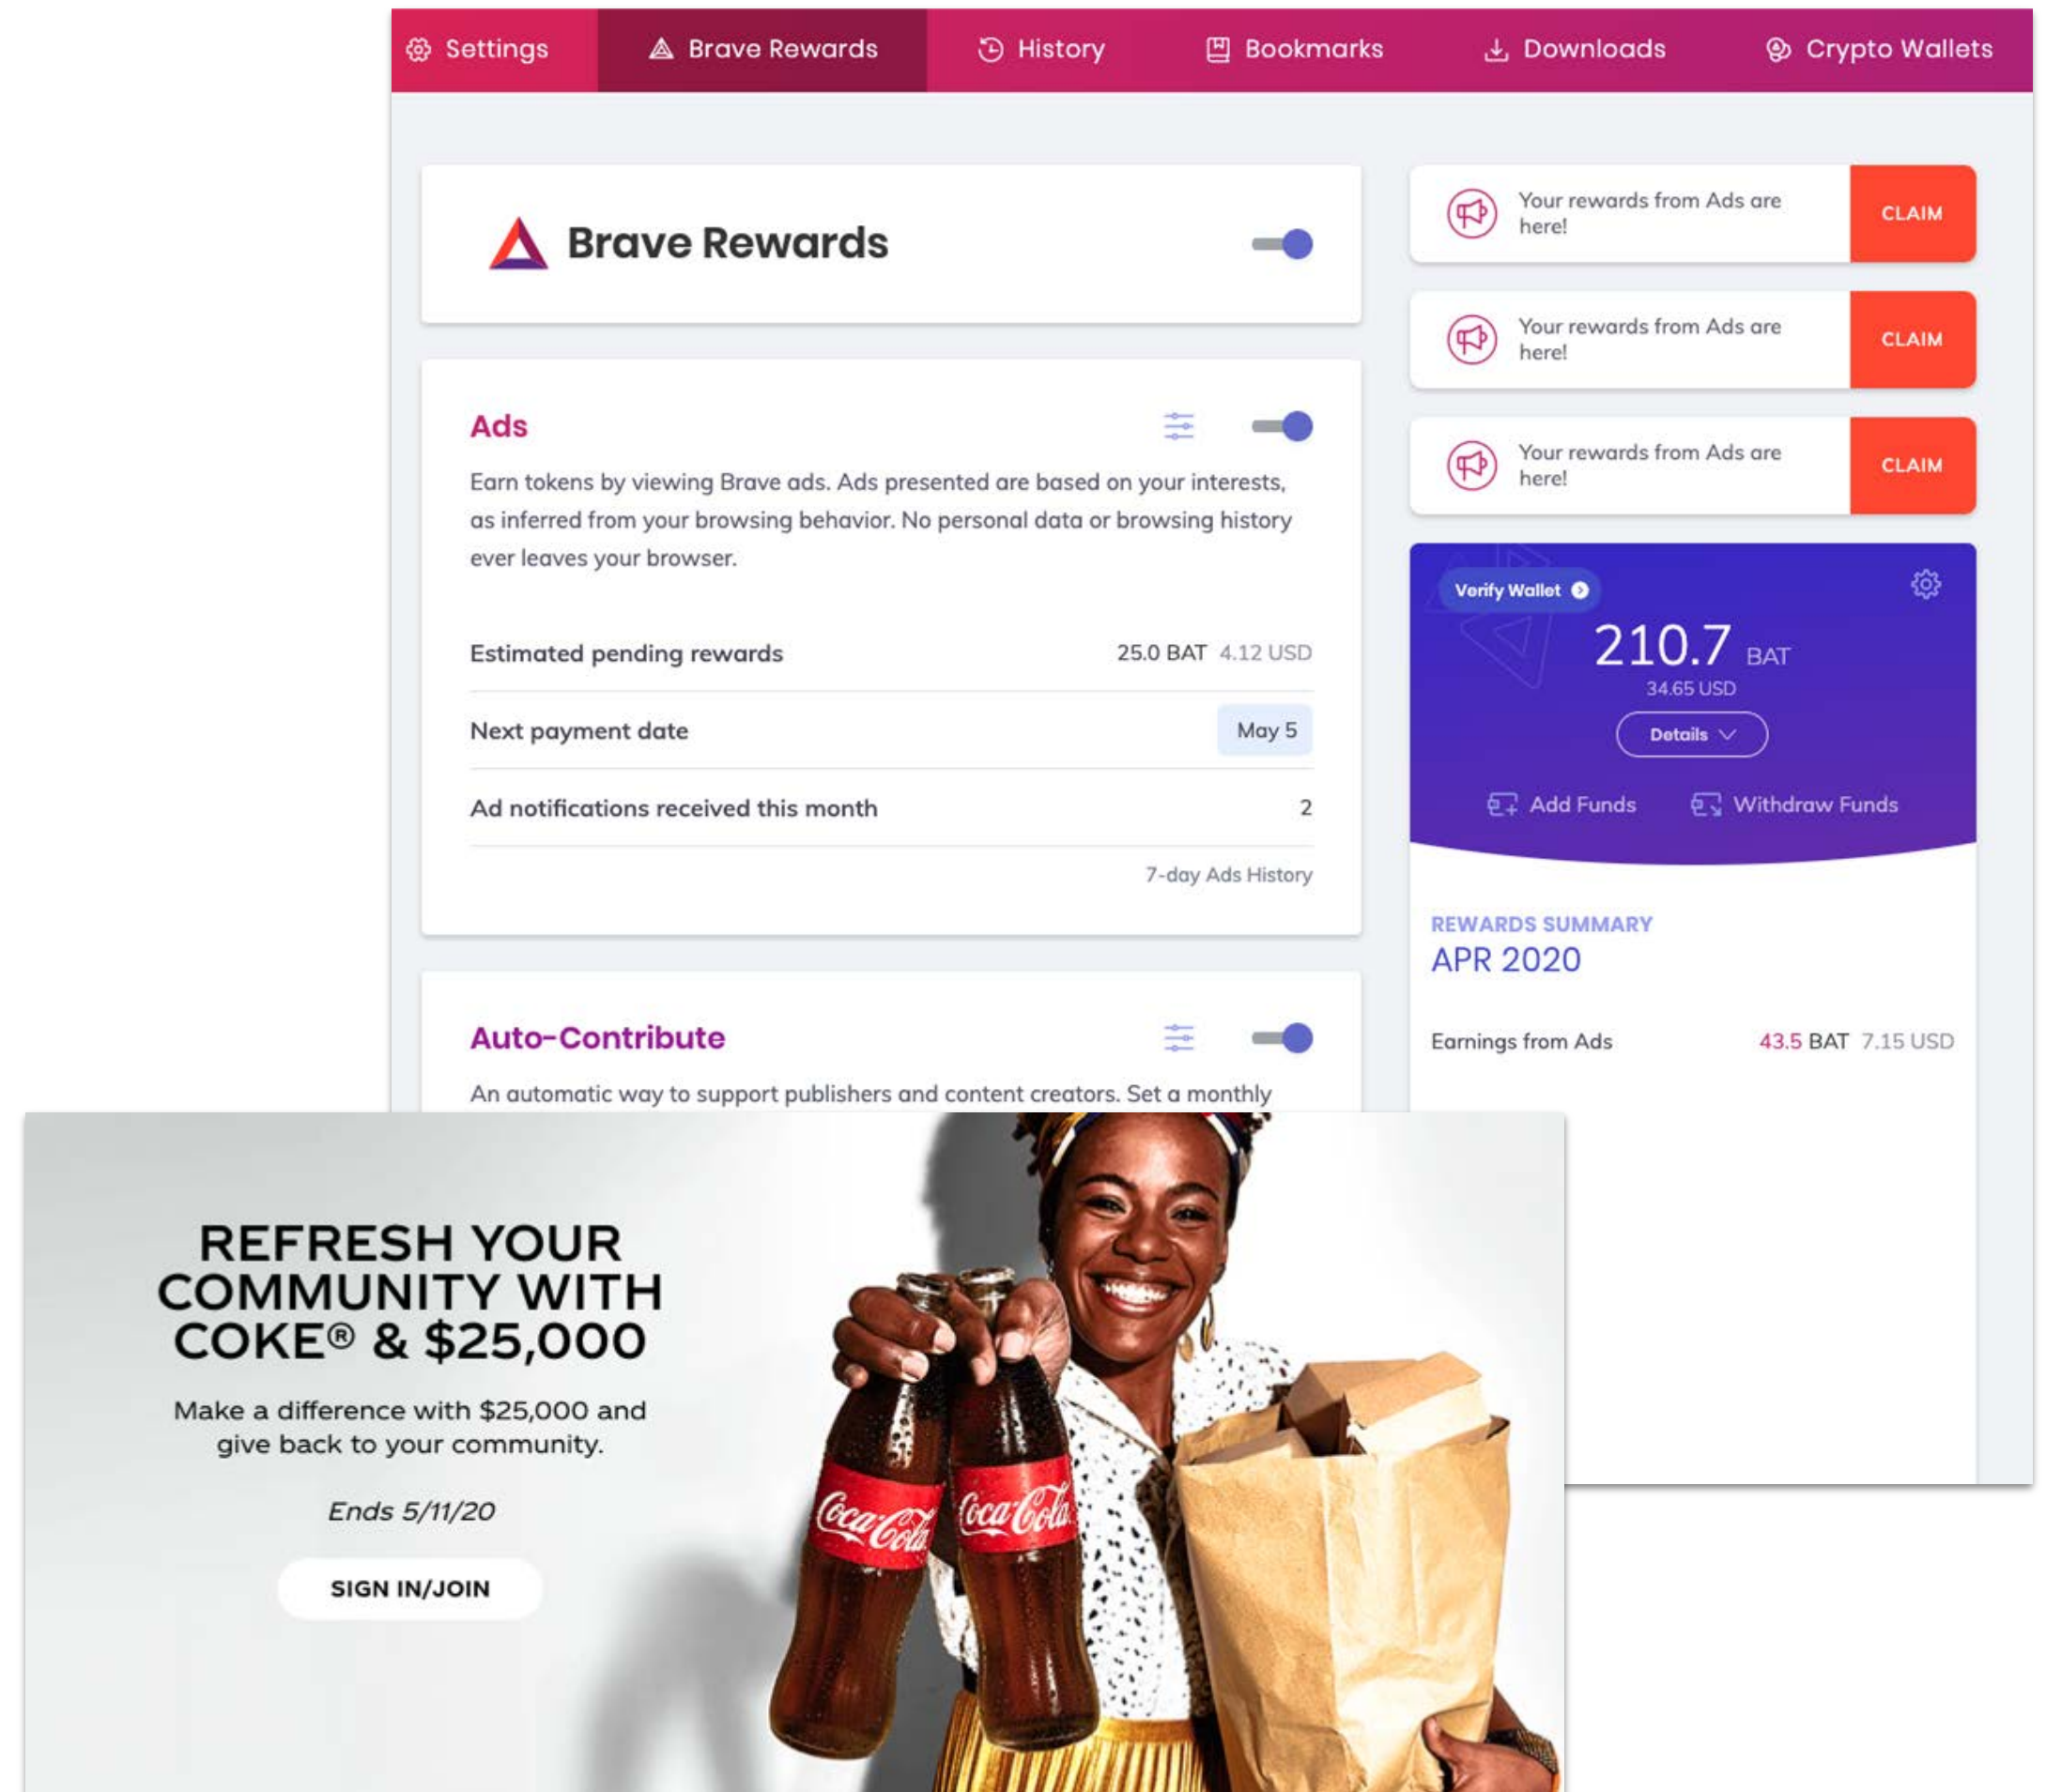 Settings
Brave Rewards
History
Bookmarks
Downloads
Crypto Wallets
Brave Rewards
Ads
Earn tokens by viewing Brave ads. Ads presented are based on your interests,
as inferred from your browsing behavior. No personal data or browsing history
ever leaves your browser.
Estimated pending rewards 25.0 BAT 4.12 USD
Next payment date May 5
Ad notifications received this month 2
7-day Ads History
Auto-Contribute
An automatic way to support publishers and content creators. Set a monthly
Your rewards from Ads are
here!
CLAIM
Your rewards from Ads are
here!
CLAIM
Your rewards from Ads are
here!
CLAIM
Verify Wallet
210.7 BAT
34.65 USD
Details
Add Funds
Withdraw Funds
REWARDS SUMMARY
APR 2020
Earnings from Ads 43.5 BAT 7.15 USD
REFRESH YOUR
COMMUNITY WITH
COKE® & $25,000
Make a difference with $25,000 and
give back to your community.
Ends 5/11/20
SIGN IN/JOIN
Coca-Cola
Coca-Cola